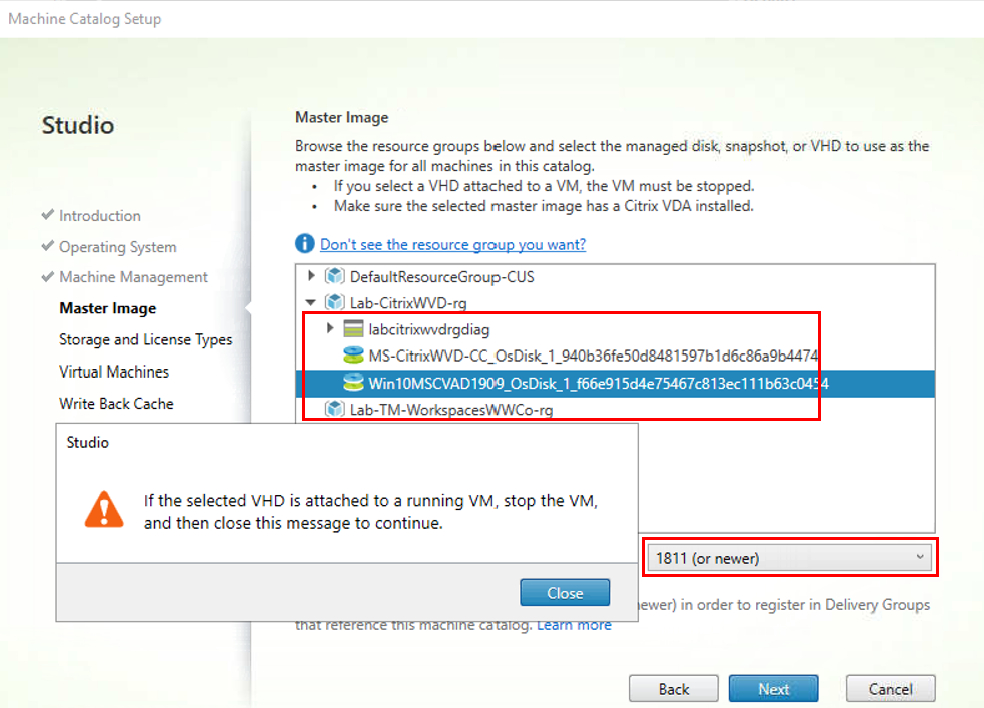 Machine Catalog Setup
Studio
Introduction
Operating System
Machine Management
Master Image
Storage and License Types
Virtual Machines
Write Back Cache
Master Image
Browse the resource groups below and select the managed disk, snapshot, or VHD to use as the
master image for all machines in this catalog.
• If you select a VHD attached to a VM, the VM must be stopped.
• Make sure the selected master image has a Citrix VDA installed.
Don't see the resource group you want?
DefaultResourceGroup-CUS
Lab-CitrixWVD-rg
labcitrixwvdrgdiag
MS-CitrixWVD-CC_OsDisk_1_940b36fe50d8481597b1d6c86a9b4474
Win10MSCVAD1909_OsDisk_1_f66e915d4e75467c813ec111b63c0454
Lab-TM-WorkspacesWWCo-rg
Studio
If the selected VHD is attached to a running VM, stop the VM,
and then close this message to continue.
Close
1811 (or newer)
newer) in order to register in Delivery Groups
that reference this machine catalog. Learn more
Back
Next
Cancel